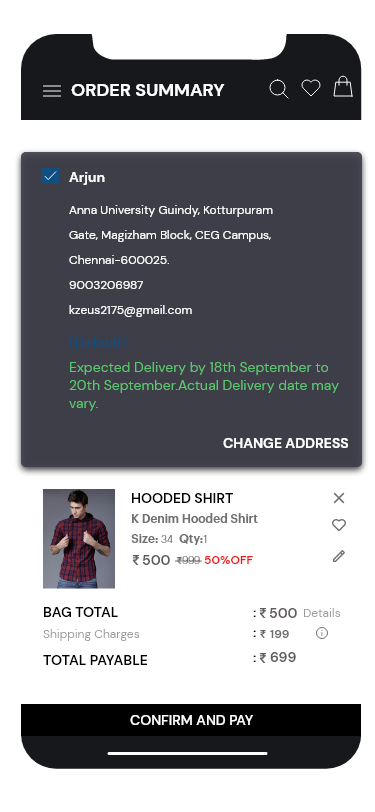 ORDER SUMMARY
Arjun
Anna University Guindy, Kotturpuram
Gate, Magizham Block, CEG Campus,
Chennai-600025.
9003206987
kzeus2175@gmail.com
Expected Delivery by 18th September to
20th September.Actual Delivery date may
vary.
CHANGE ADDRESS
HOODED SHIRT
K Denim Hooded Shirt
Size: 34 Qty:1
₹ 500 ₹999 50%OFF
BAG TOTAL : ₹ 500 Details
Shipping Charges : ₹ 199
TOTAL PAYABLE : ₹ 699
CONFIRM AND PAY